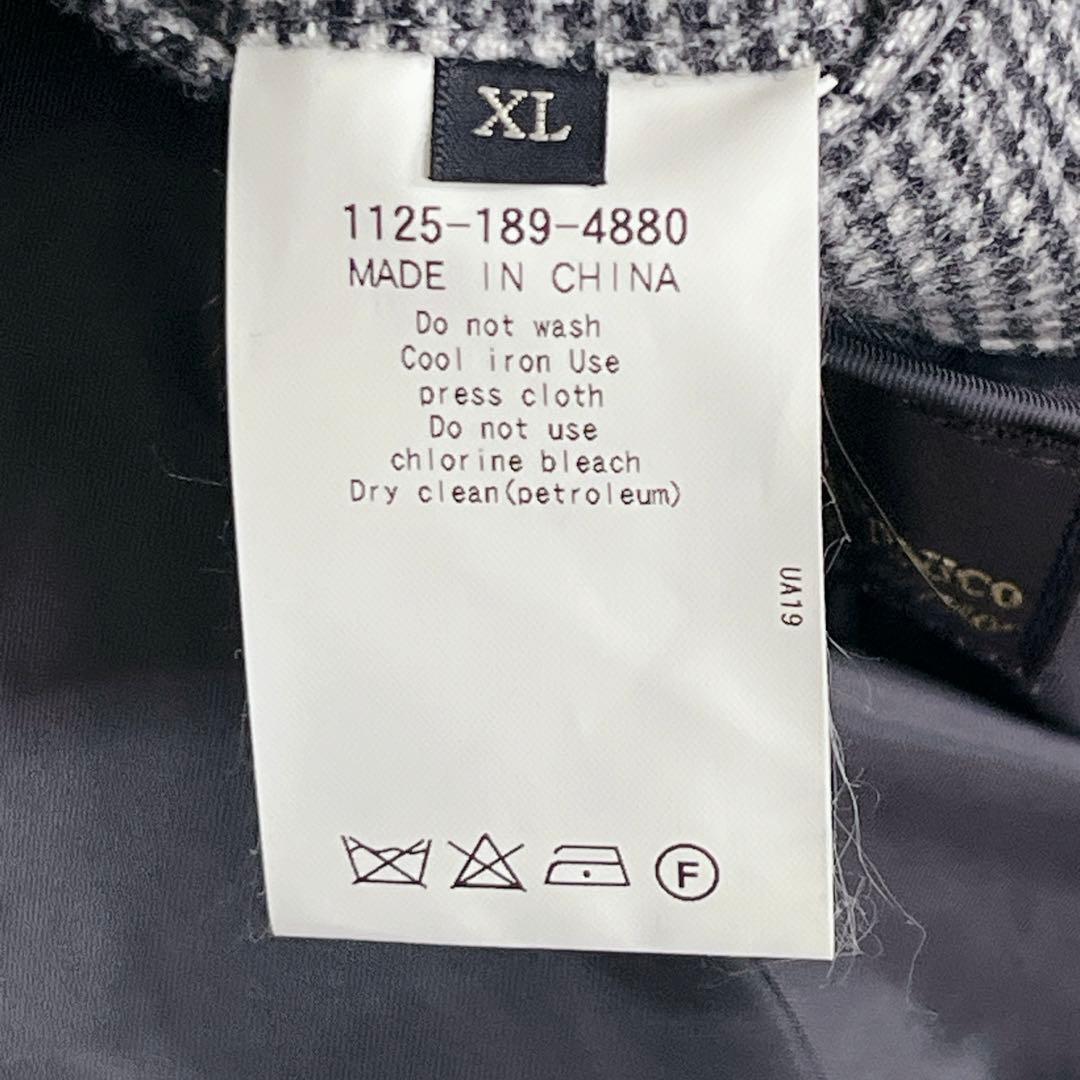 XL
1125-189-4880
MADE IN CHINA
Do not wash
Cool iron Use
press cloth
Do not use
chlorine bleach
Dry clean(petroleum)
UA19
F